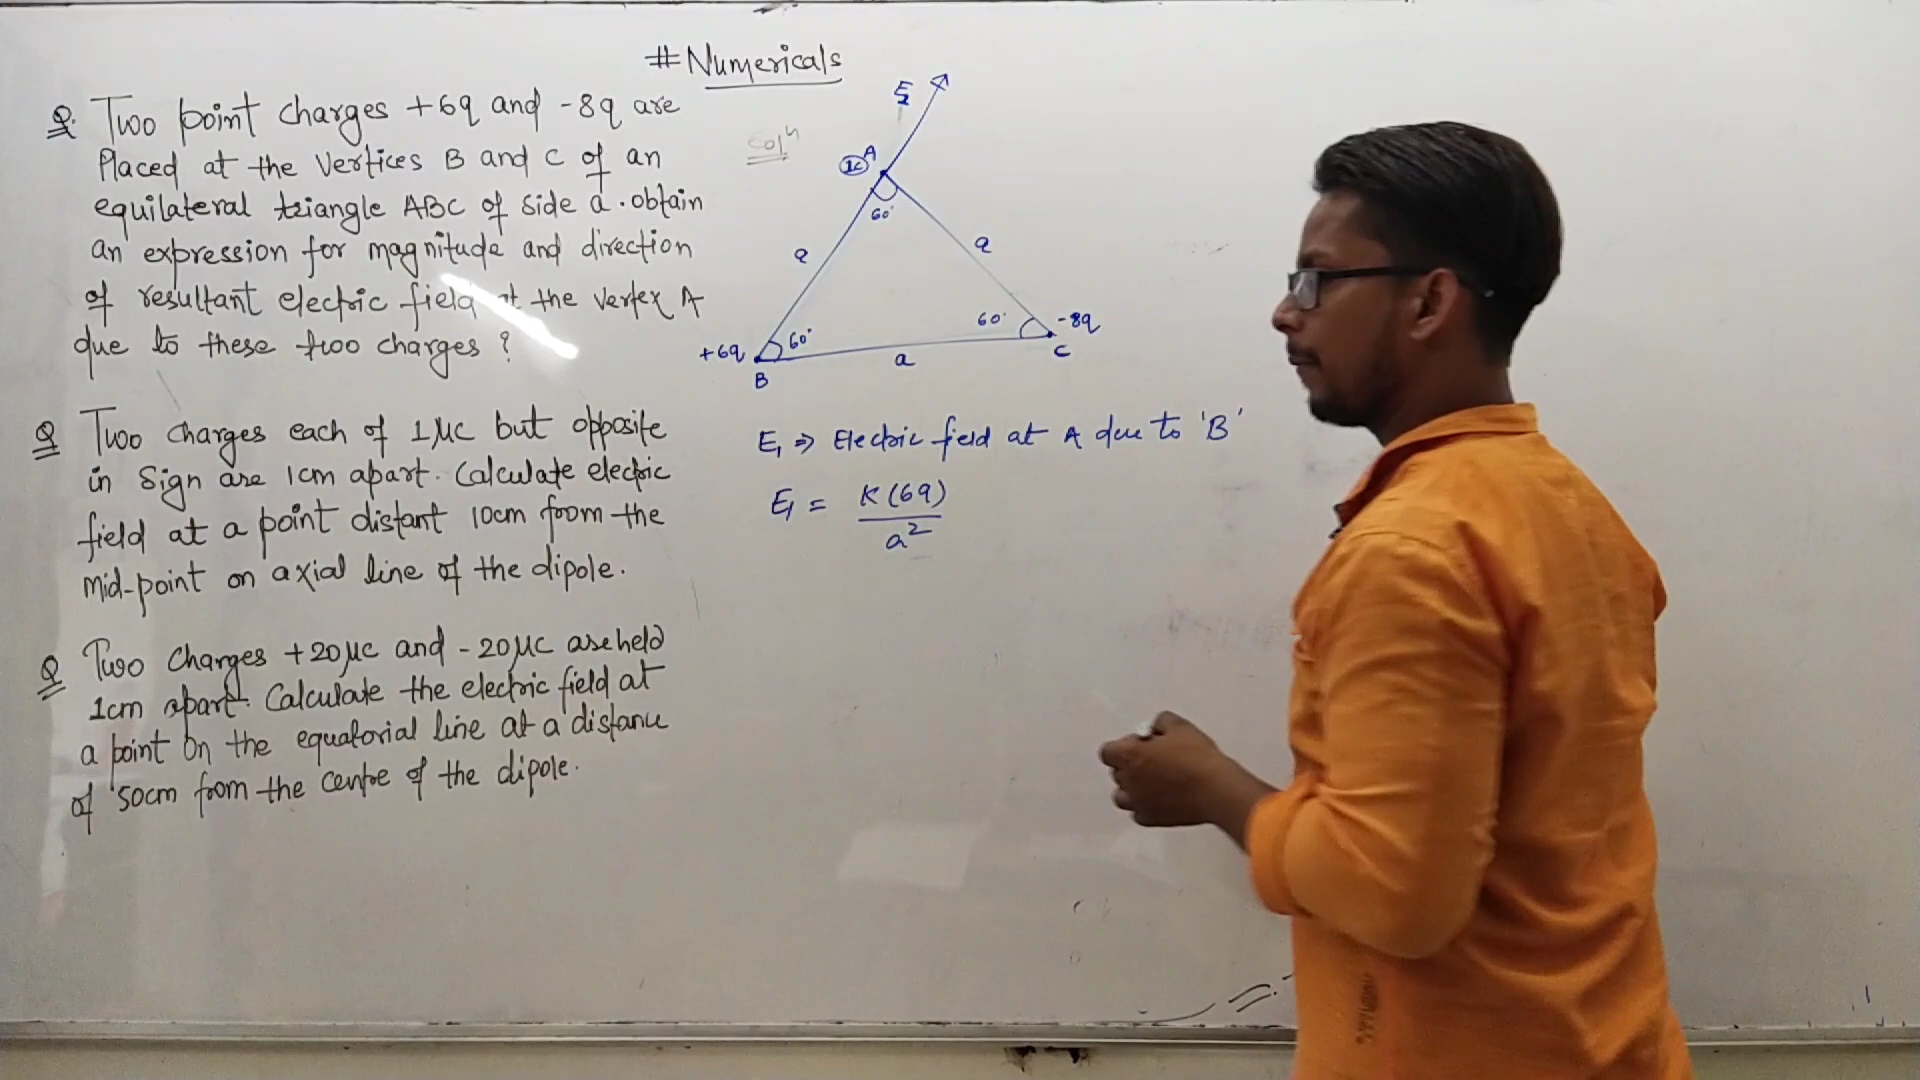 # Numericals
Q. Two point charges +6q and -8q are
Placed at the vertices B and C of an
equilateral triangle ABC of side a. obtain
an expression for magnitude and direction
of resultant electric field at the vertex A
due to these two charges ?
Q Two charges each of 1μC but opposite
in Sign are 1cm apart. Calculate electric
field at a point distant 10cm from the
mid-point on axial line of the dipole.
Q Two Charges +20μC and -20μC are held
1cm apart. Calculate the electric field at
a point on the equatorial line at a distance
of 50cm from the centre of the dipole.
Solⁿ
A
1C
60°
a
a
+6q
60°
60°
-8q
B
a
C
E₁ ⇒ Electric field at A due to 'B'
E₁ = K(6q)
a²